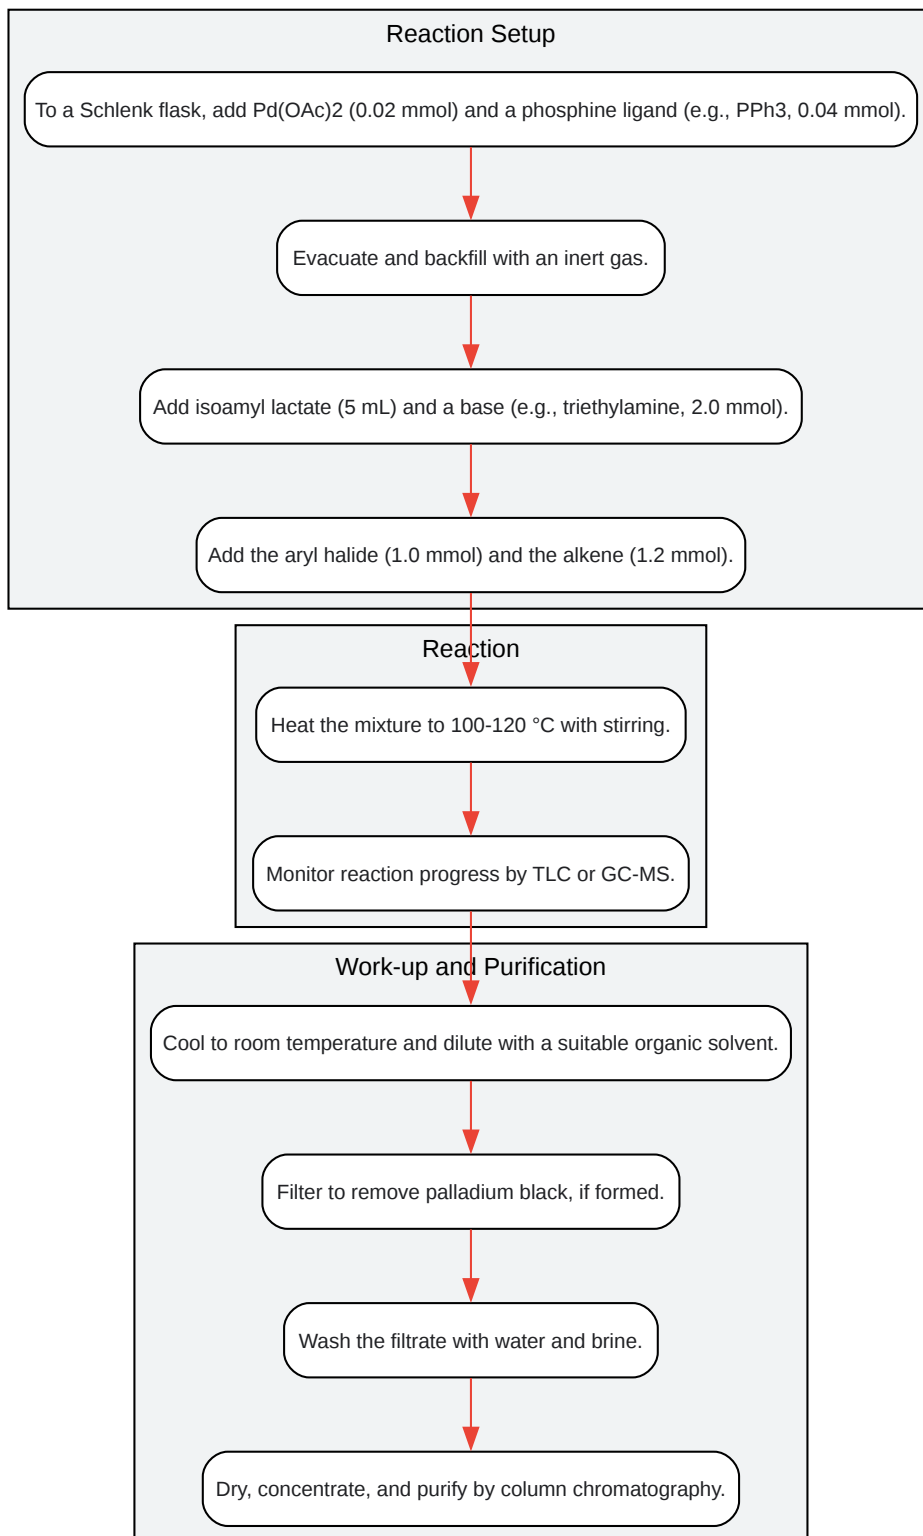 Reaction Setup
To a Schlenk flask, add Pd(OAc)2 (0.02 mmol) and a phosphine ligand (e.g., PPh3, 0.04 mmol).
Evacuate and backfill with an inert gas.
Add isoamyl lactate (5 mL) and a base (e.g., triethylamine, 2.0 mmol).
Add the aryl halide (1.0 mmol) and the alkene (1.2 mmol).
Reaction
Heat the mixture to 100-120 °C with stirring.
Monitor reaction progress by TLC or GC-MS.
Work-up and Purification
Cool to room temperature and dilute with a suitable organic solvent.
Filter to remove palladium black, if formed.
Wash the filtrate with water and brine.
Dry, concentrate, and purify by column chromatography.